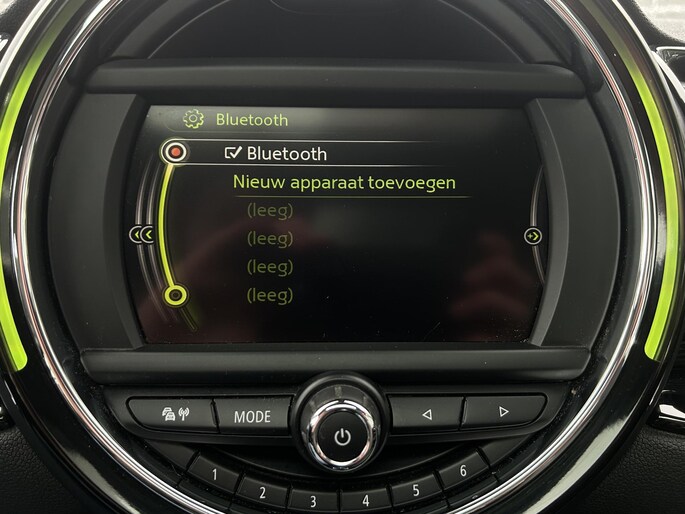 Bluetooth
Bluetooth
Nieuw apparaat toevoegen
(leeg)
(leeg)
(leeg)
(leeg)
MODE
1
2
3
4
5
6